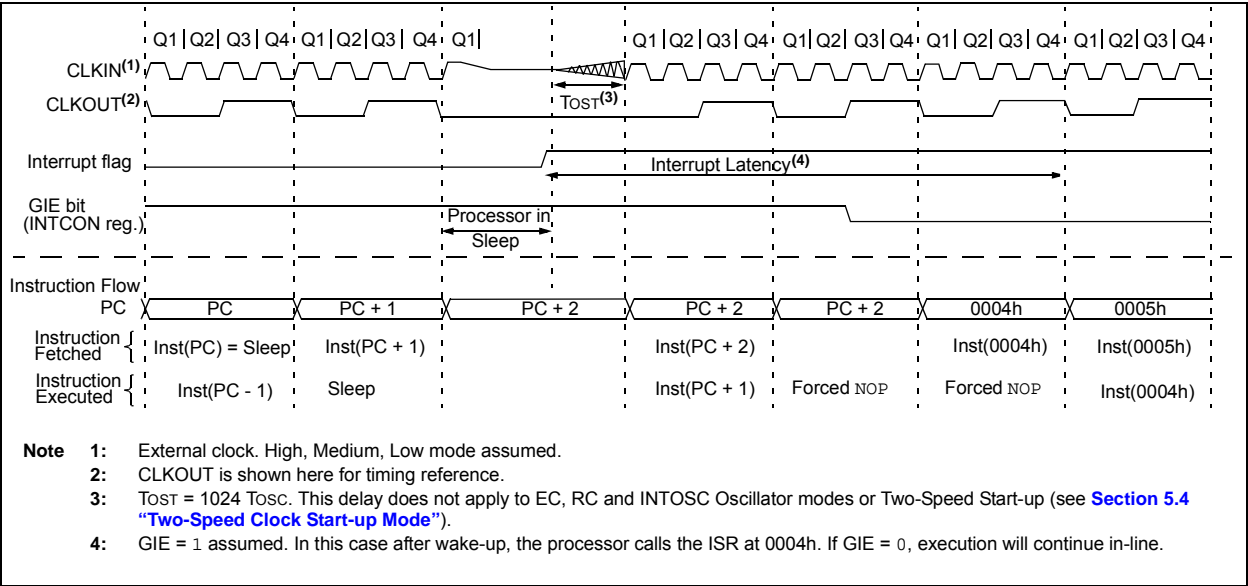 Q1 Q2 Q3 Q4 Q1 Q2 Q3 Q4 Q1 Q1 Q2 Q3 Q4 Q1 Q2 Q3 Q4 Q1 Q2 Q3 Q4 Q1 Q2 Q3 Q4
CLKIN(1)
CLKOUT(2)
TOST(3)
Interrupt flag
Interrupt Latency(4)
GIE bit
(INTCON reg.)
Processor in
Sleep
Instruction Flow
PC PC PC + 1 PC + 2 PC + 2 PC + 2 0004h 0005h
Instruction
Fetched
Inst(PC) = Sleep Inst(PC + 1) Inst(PC + 2) Inst(0004h) Inst(0005h)
Instruction
Executed
Inst(PC - 1) Sleep Inst(PC + 1) Forced NOP Forced NOP Inst(0004h)
Note 1: External clock. High, Medium, Low mode assumed.
2: CLKOUT is shown here for timing reference.
3: TOST = 1024 TOSC. This delay does not apply to EC, RC and INTOSC Oscillator modes or Two-Speed Start-up (see Section 5.4
“Two-Speed Clock Start-up Mode”).
4: GIE = 1 assumed. In this case after wake-up, the processor calls the ISR at 0004h. If GIE = 0, execution will continue in-line.